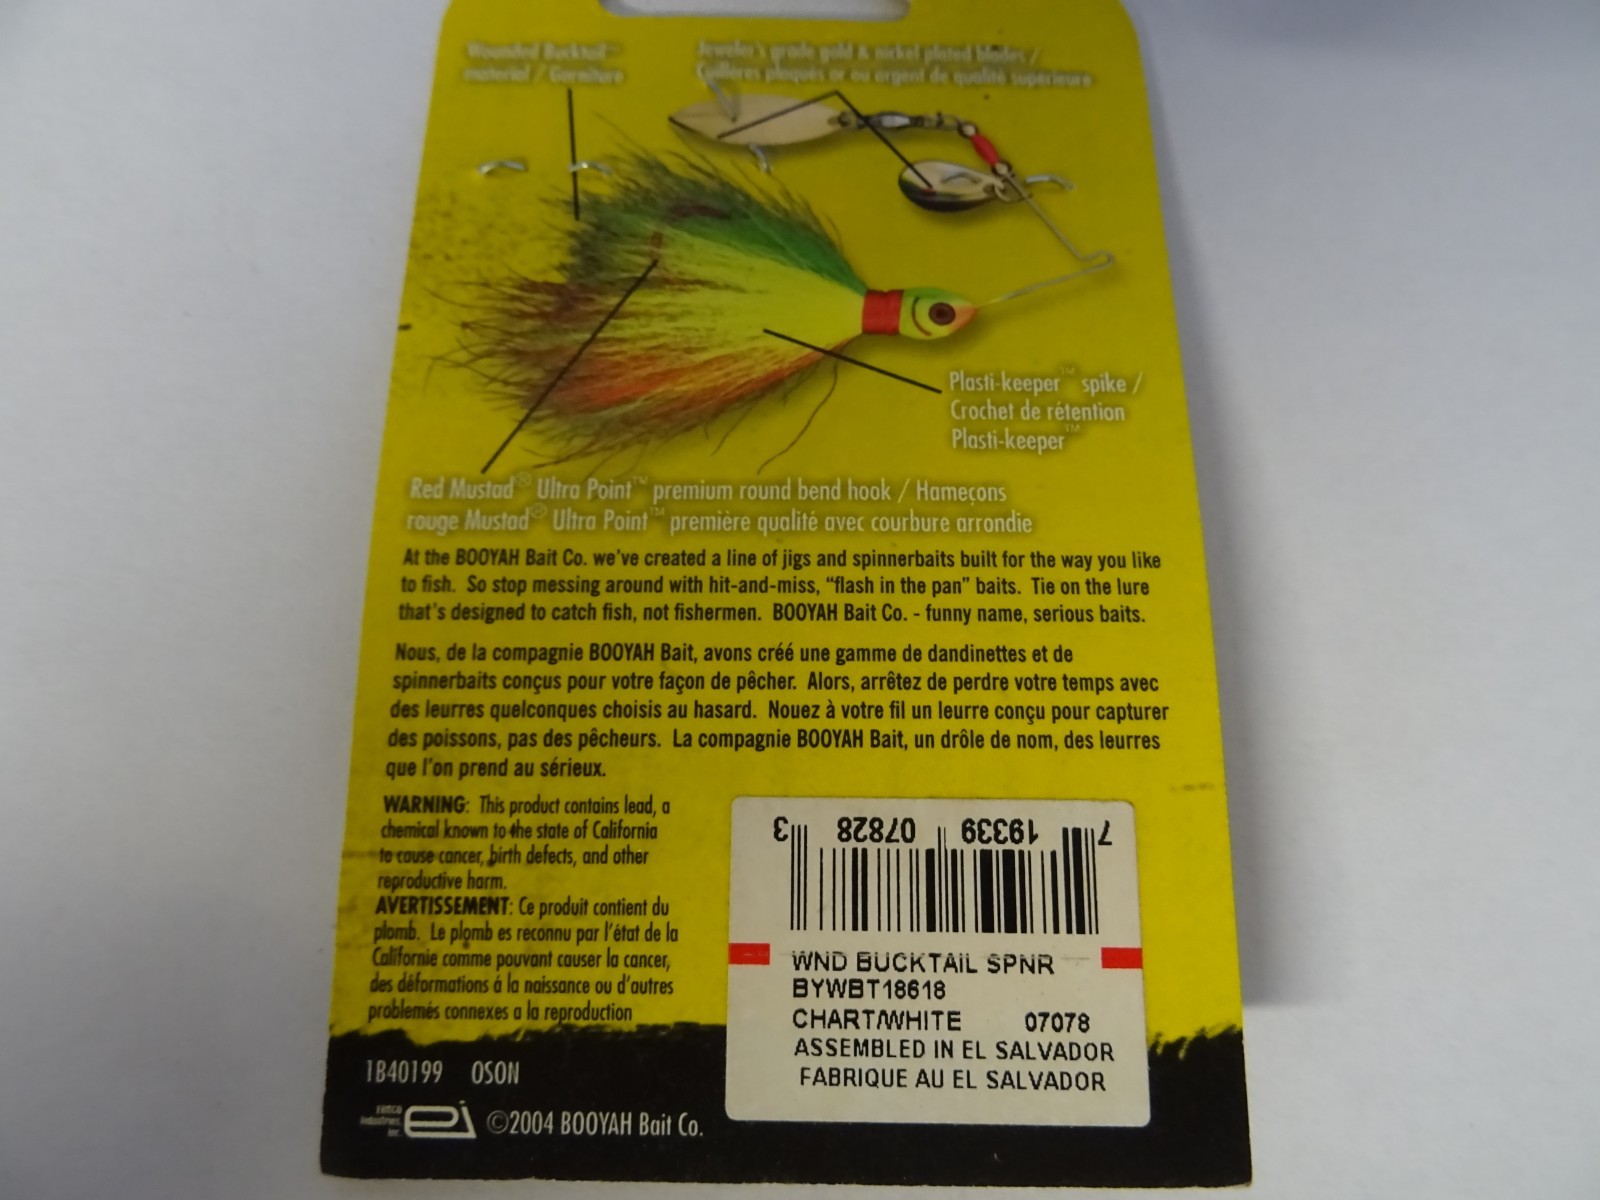 Wounded Bucktail™
material / Garniture
Jeweler's grade gold & nickel plated blades /
Cuillères plaqués or ou argent de qualité supérieure
Plasti-keeper™ spike /
Crochet de rétention
Plasti-keeper™
Red Mustad® Ultra Point™ premium round bend hook / Hameçons
rouge Mustad® Ultra Point™ première qualité avec courbure arrondie
At the BOOYAH Bait Co. we've created a line of jigs and spinnerbaits built for the way you like
to fish. So stop messing around with hit-and-miss, “flash in the pan” baits. Tie on the lure
that's designed to catch fish, not fishermen. BOOYAH Bait Co. - funny name, serious baits.
Nous, de la compagnie BOOYAH Bait, avons créé une gamme de dandinettes et de
spinnerbaits conçus pour votre façon de pêcher. Alors, arrêtez de perdre votre temps avec
des leurres quelconques choisis au hasard. Nouez à votre fil un leurre conçu pour capturer
des poissons, pas des pêcheurs. La compagnie BOOYAH Bait, un drôle de nom, des leurres
que l'on prend au sérieux.
WARNING: This product contains lead, a
chemical known to the state of California
to cause cancer, birth defects, and other
reproductive harm.
AVERTISSEMENT: Ce produit contient du
plomb. Le plomb es reconnu par l'état de la
Californie comme pouvant causer la cancer,
des déformations á la naissance ou d'autres
problemés connexes a la reproduction
7 19339 07828 3
WND BUCKTAIL SPNR
BYWBT18618
CHART/WHITE 07078
ASSEMBLED IN EL SALVADOR
FABRIQUE AU EL SALVADOR
1B40199 OSON
Ebsco
Industries,
Inc.
ei ©2004 BOOYAH Bait Co.